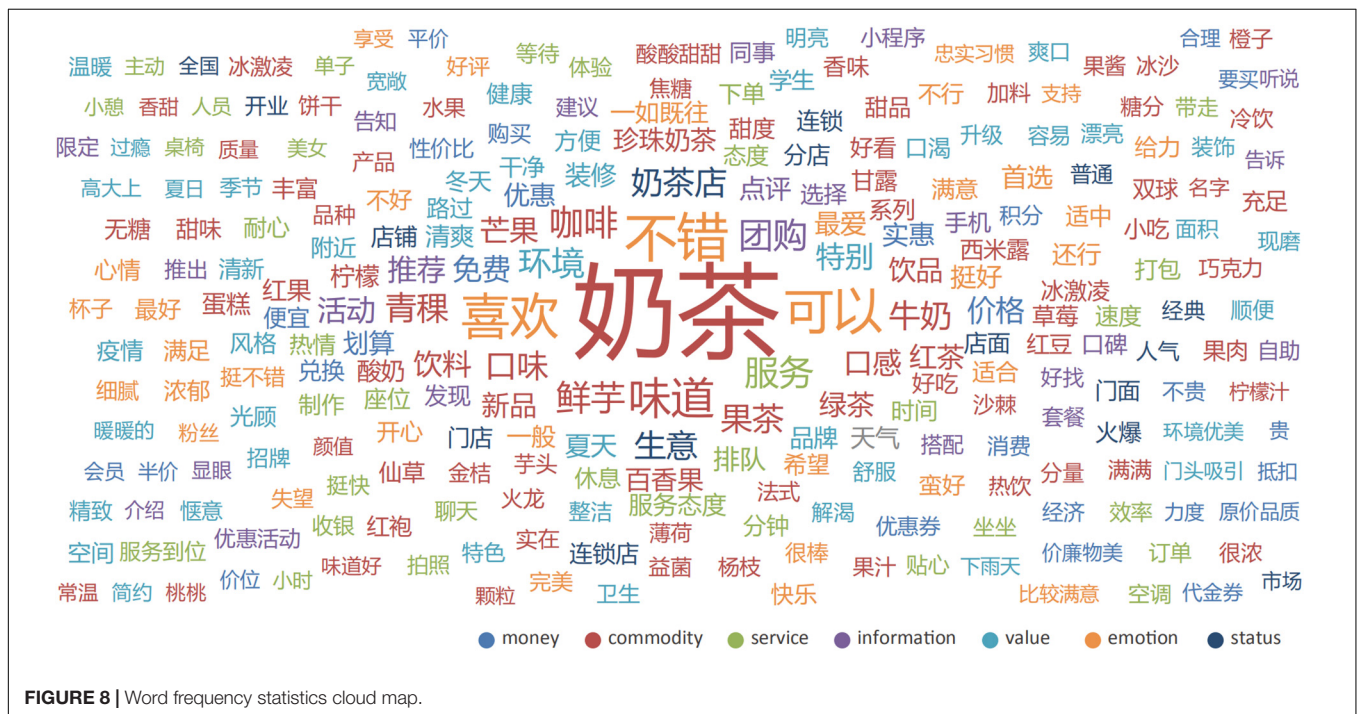 享受 平价 等待 酸酸甜甜 同事 明亮 小程序 忠实习惯 爽口 合理 橙子
温暖 主动 全国 冰激凌 单子 宽敞 好评 体验 焦糖 学生 香味 果酱 冰沙 要买听说
小憩 香甜 人员 开业 饼干 告知 水果 健康 建议 一如既往 下单 连锁 甜品 不行 加料 支持 糖分 带走 冷饮
限定 过瘾 桌椅 质量 美女 产品 性价比 购买 方便 珍珠奶茶 甜度 态度 分店 好看 口渴 升级 容易 漂亮 给力 装饰 告诉
高大上 夏日 季节 丰富 不好 冬天 干净 优惠 装修 奶茶店 点评 选择 甘露 满意 首选 普通 双球 名字 充足
无糖 甜味 耐心 品种 附近 店铺 路过 清爽 芒果 咖啡 不错 团购 最爱 系列 实惠 手机 积分 适中 小吃 面积 现磨
心情 推出 清新 红果 柠檬 推荐 免费 环境 特别 饮品 挺好 西米露 还行 打包 巧克力
杯子 最好 蛋糕 便宜 活动 青稞 喜欢 奶茶 可以 牛奶 价格 冰激凌 草莓 速度 经典 顺便
疫情 满足 风格 热情 划算 饮料 口味 服务 口感 红茶 店面 红豆 口碑 人气 果肉 自助
细腻 浓郁 挺不错 兑换 酸奶 制作 座位 发现 新品 鲜芋 味道 果茶 绿茶 好吃 时间 适合 沙棘 好找 套餐 门面 不贵 柠檬汁
暖暖的 粉丝 光顾 颜值 开心 门店 一般 夏天 生意 品牌 天气 搭配 消费 火爆 环境优美 贵
会员 半价 显眼 招牌 仙草 金桔 芋头 休息 百香果 排队 希望 舒服 蛮好 热饮 分量 满满 门头吸引 抵扣
精致 介绍 惬意 失望 挺快 收银 红袍 聊天 火龙 整洁 服务态度 法式 分钟 解渴 优惠券 坐坐 经济 效率 力度 原价品质
空间 服务到位 优惠活动 味道好 拍照 特色 实在 连锁店 薄荷 益菌 杨枝 很棒 果汁 贴心 下雨天 价廉物美 订单 很浓
常温 简约 桃桃 价位 小时 颗粒 完美 卫生 快乐 比较满意 空调 代金券 市场
money commodity service information value emotion status
FIGURE 8 | Word frequency statistics cloud map.